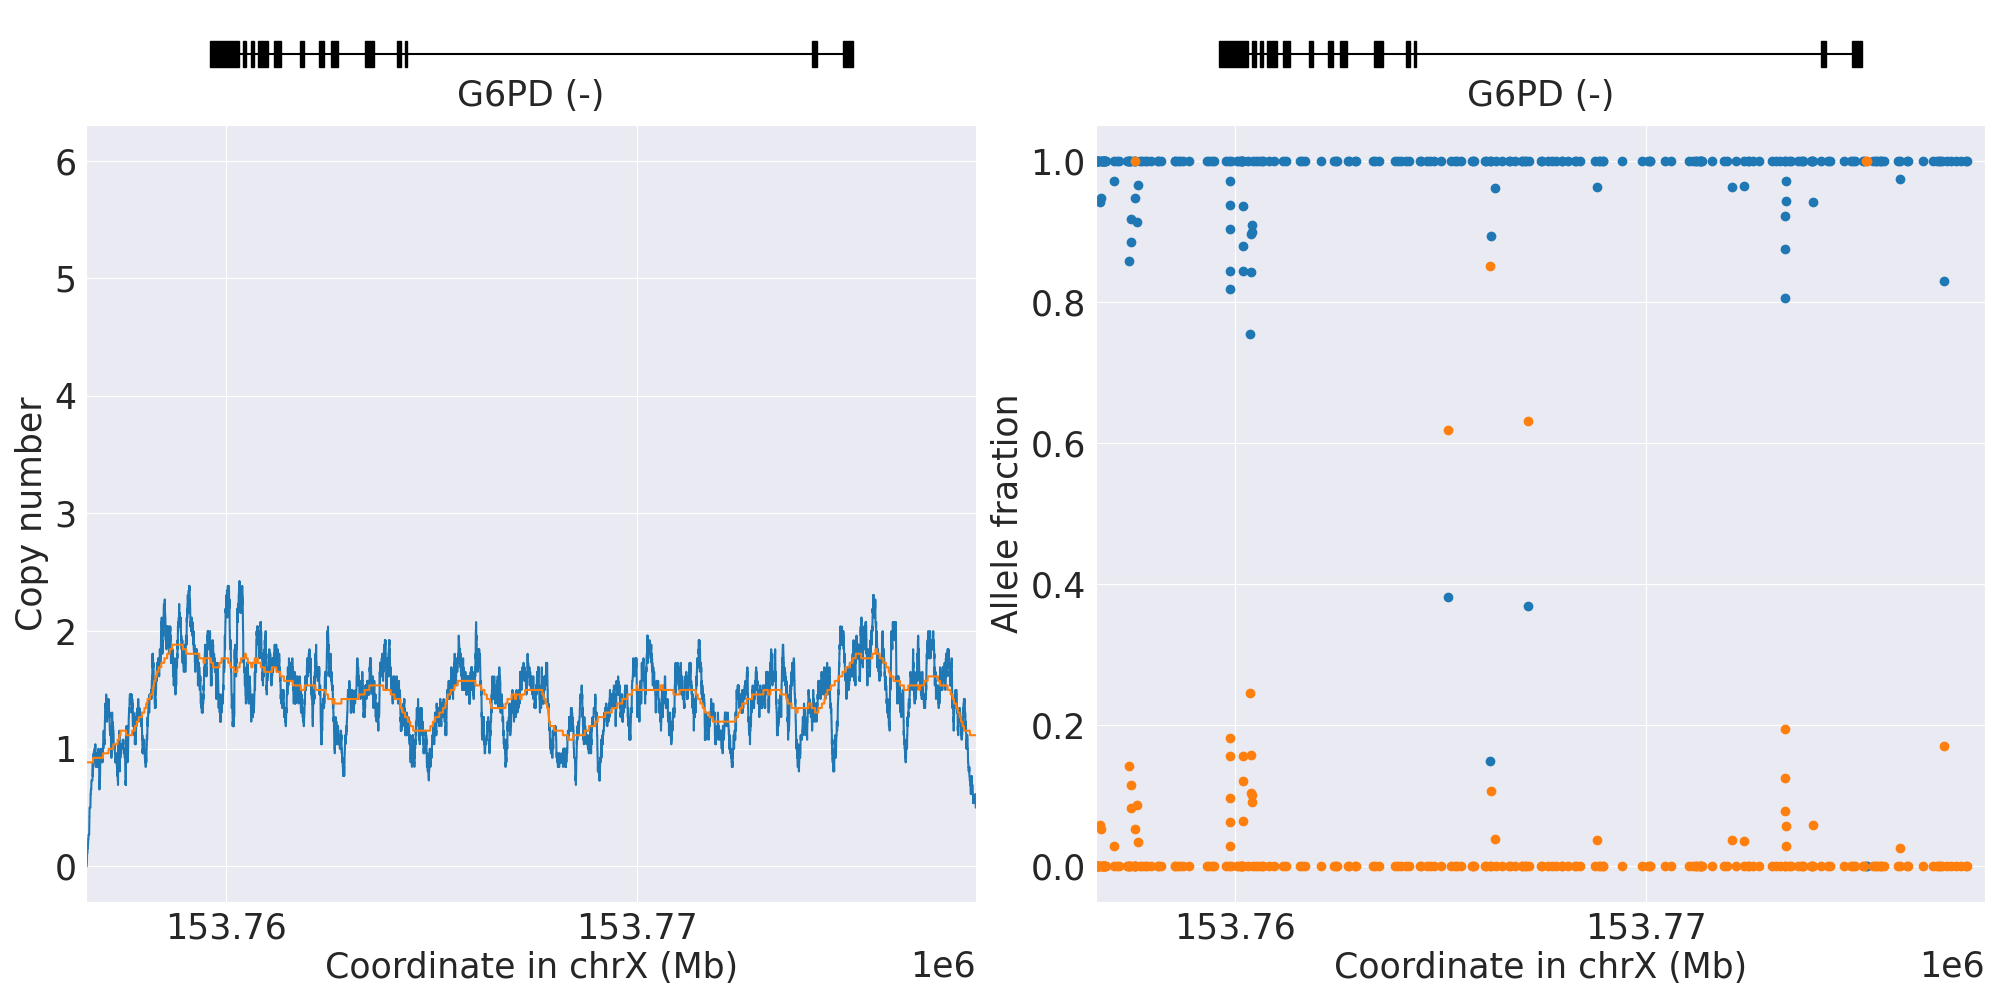 G6PD (-)
G6PD (-)
Copy number
6
5
4
3
2
1
0
153.76
153.77
Coordinate in chrX (Mb)
1e6
Allele fraction
1.0
0.8
0.6
0.4
0.2
0.0
153.76
153.77
Coordinate in chrX (Mb)
1e6